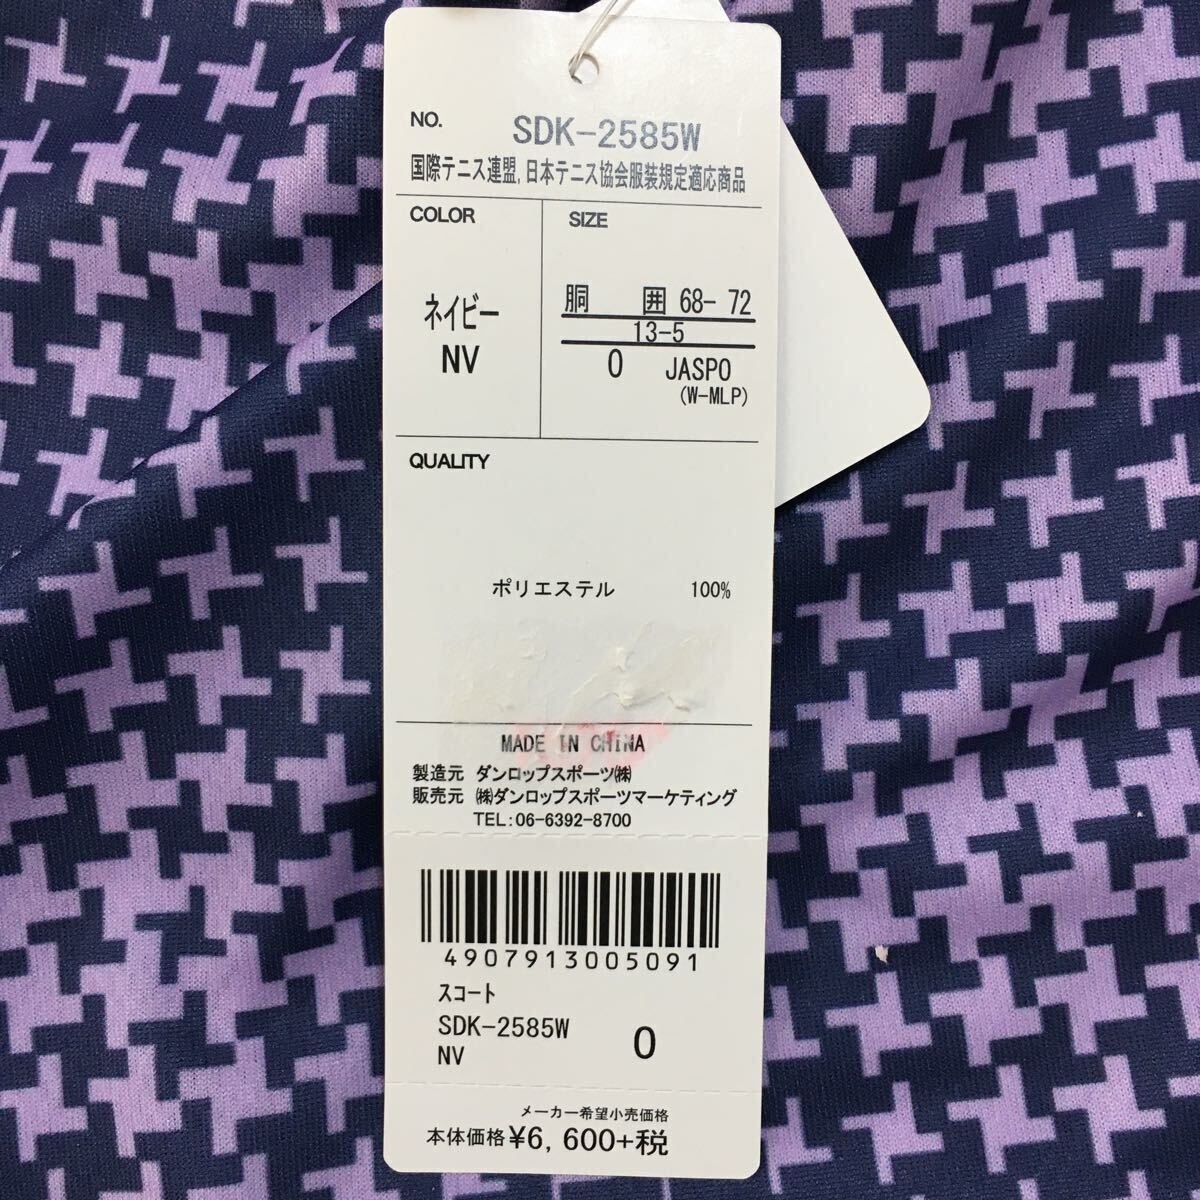 NO. SDK-2585W
国際テニス連盟,日本テニス協会服装規定適応商品
COLOR
ネイビー
NV
SIZE
胴囲 68- 72
13-5
O JASPO
(W-MLP)
QUALITY
ポリエステル 100%
MADE IN CHINA
製造元 ダンロップスポーツ㈱
販売元 ㈱ダンロップスポーツマーケティング
TEL:06-6392-8700
4907913005091
スコート
SDK-2585W
NV
O
メーカー希望小売価格
本体価格 ¥6,600+税